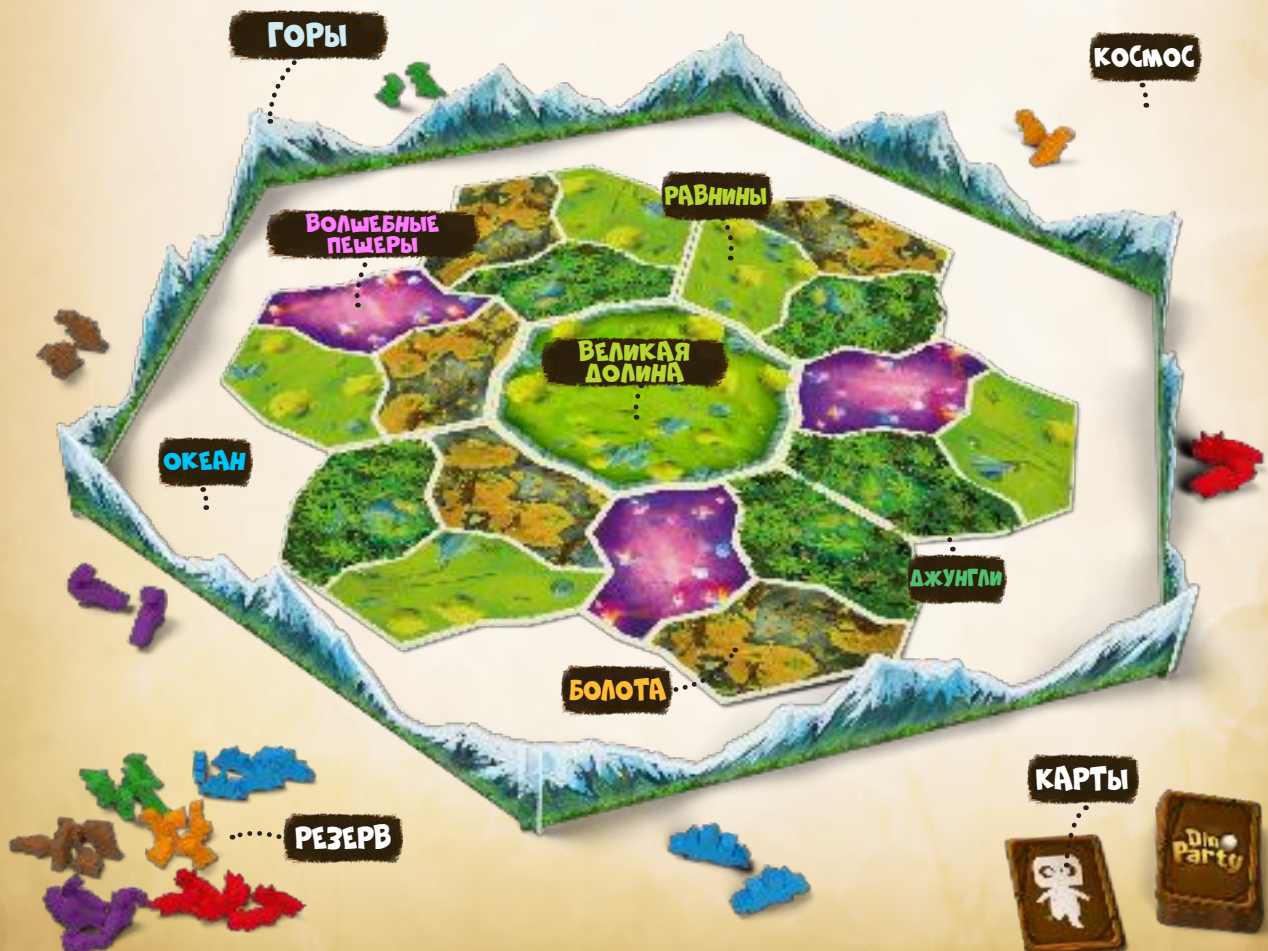 ГОРЫ
КОСМОС
РАВНИНЫ
ВОЛШЕБНЫЕ
ПЕЩЕРЫ
ВЕЛИКАЯ
ДОЛИНА
ОКЕАН
ДЖУНГЛИ
БОЛОТА
КАРТЫ
РЕЗЕРВ
Dino
Party